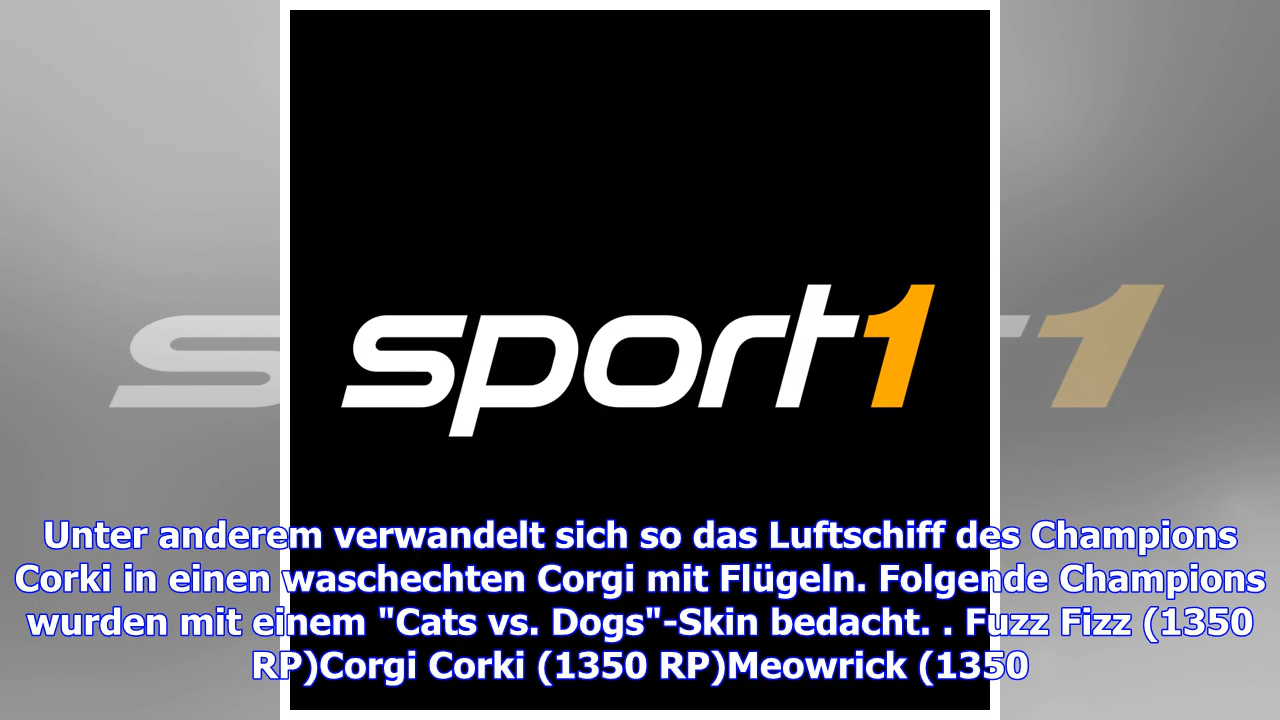 sport1
Unter anderem verwandelt sich so das Luftschiff des Champions
Corki in einen waschechten Corgi mit Flügeln. Folgende Champions
wurden mit einem "Cats vs. Dogs"-Skin bedacht. . Fuzz Fizz (1350
RP)Corgi Corki (1350 RP)Meowrick (1350